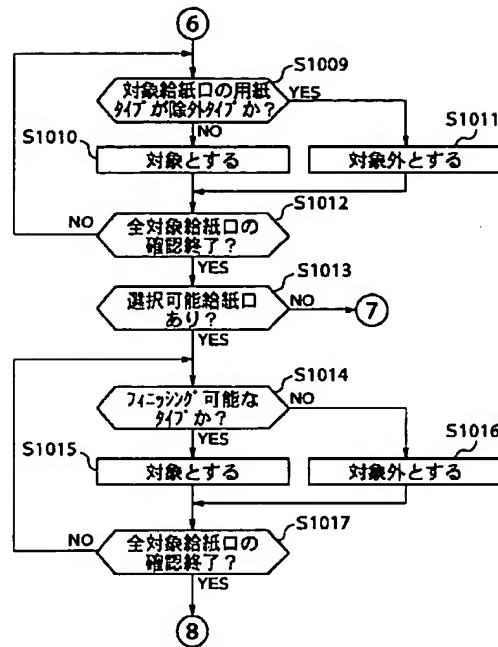 6
S1009
対象給紙口の用紙
タイプが除外タイプか?
YES
NO
S1010
対象とする
S1011
対象外とする
S1012
NO
全対象給紙口の
確認終了?
YES
S1013
選択可能給紙口
あり?
NO
7
YES
S1014
フィニッシング可能な
タイプか?
NO
YES
S1015
対象とする
S1016
対象外とする
S1017
NO
全対象給紙口の
確認終了?
YES
8